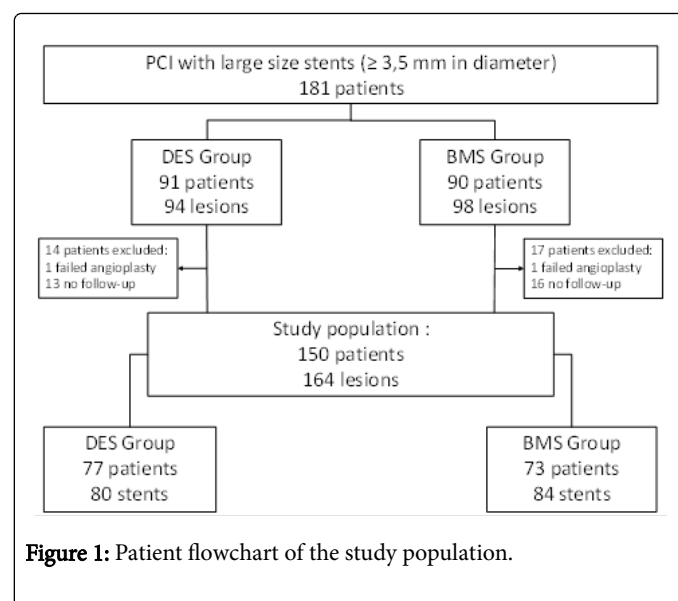 PCI with large size stents (≥ 3,5 mm in diameter)
181 patients
DES Group
91 patients
94 lesions
BMS Group
90 patients
98 lesions
14 patients excluded:
1 failed angioplasty
13 no follow-up
17 patients excluded:
1 failed angioplasty
16 no follow-up
Study population :
150 patients
164 lesions
DES Group
77 patients
80 stents
BMS Group
73 patients
84 stents
Figure 1: Patient flowchart of the study population.